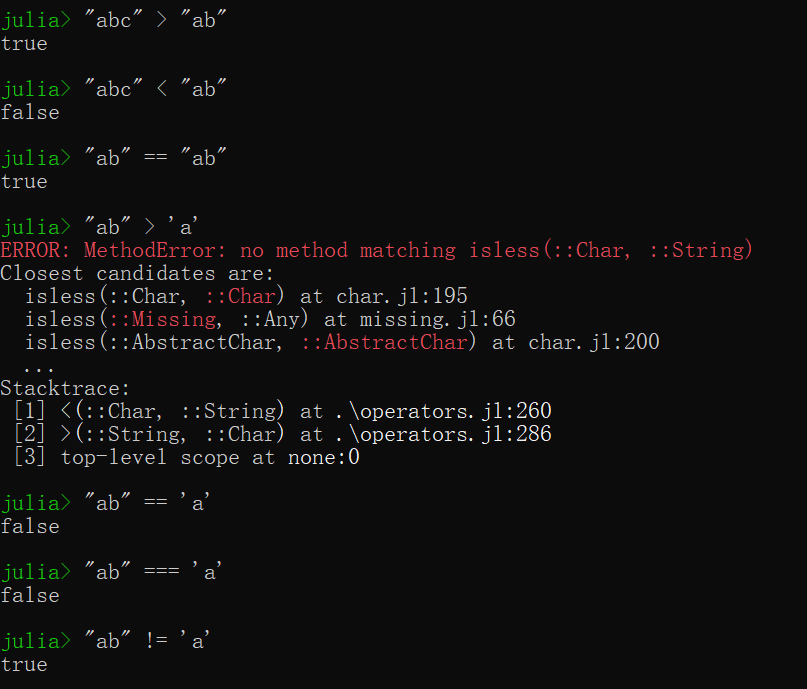 julia> "abc" > "ab"
true
julia> "abc" < "ab"
false
julia> "ab" == "ab"
true
julia> "ab" > 'a'
ERROR: MethodError: no method matching isless(::Char, ::String)
Closest candidates are:
  isless(::Char, ::Char) at char.jl:195
  isless(::Missing, ::Any) at missing.jl:66
  isless(::AbstractChar, ::AbstractChar) at char.jl:200
  ...
Stacktrace:
 [1] <(::Char, ::String) at .\operators.jl:260
 [2] >(::String, ::Char) at .\operators.jl:286
 [3] top-level scope at none:0
julia> "ab" == 'a'
false
julia> "ab" === 'a'
false
julia> "ab" != 'a'
true